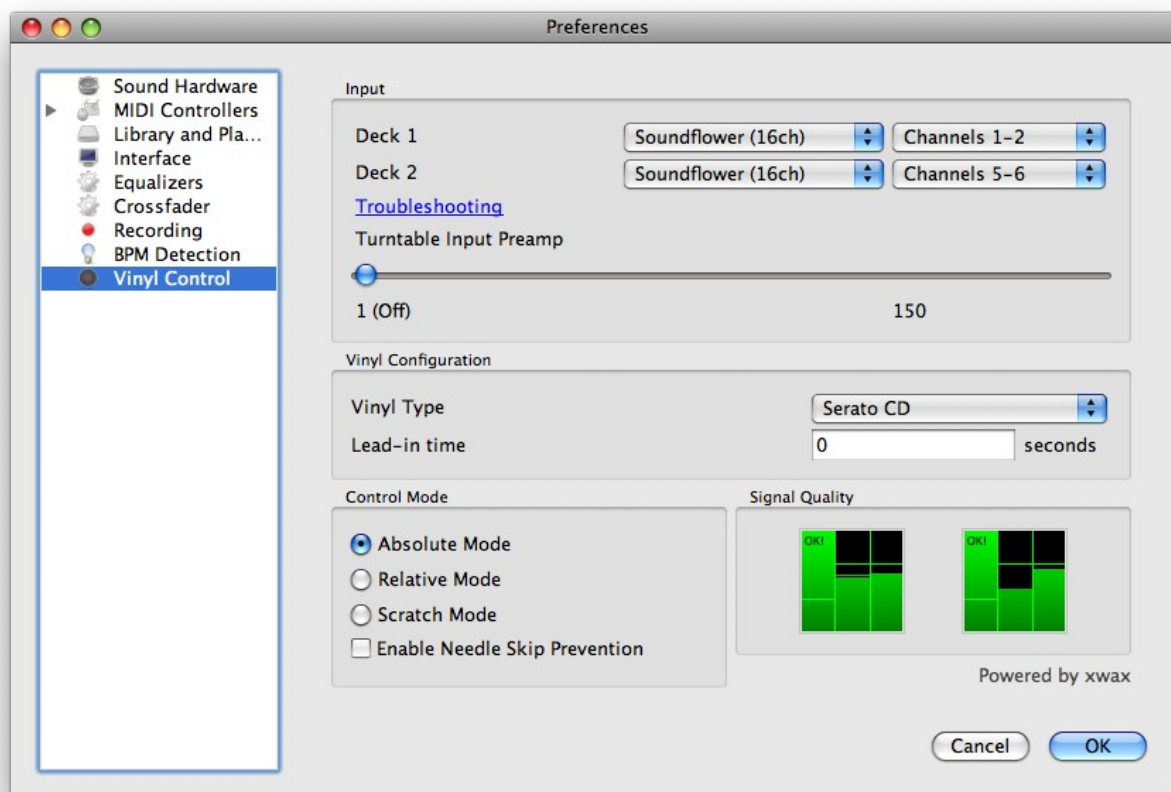 Preferences
Sound Hardware
MIDI Controllers
Library and Pla...
Interface
Equalizers
Crossfader
Recording
BPM Detection
Vinyl Control
Input
Deck 1 Soundflower (16ch) Channels 1-2
Deck 2 Soundflower (16ch) Channels 5-6
Troubleshooting
Turntable Input Preamp
1 (Off) 150
Vinyl Configuration
Vinyl Type Serato CD
Lead-in time 0 seconds
Control Mode
Absolute Mode
Relative Mode
Scratch Mode
Enable Needle Skip Prevention
Signal Quality
OK! OK!
Powered by xwax
Cancel OK